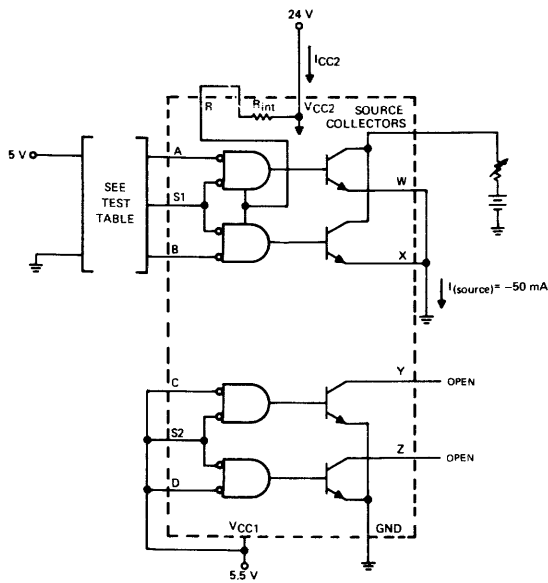 24 V
ICC2
R
Rint
VCC2
SOURCE
COLLECTORS
5 V
A
SEE
TEST
TABLE
S1
B
W
X
I(source)= −50 mA
C
Y
OPEN
S2
Z
OPEN
D
VCC1
GND
5.5 V